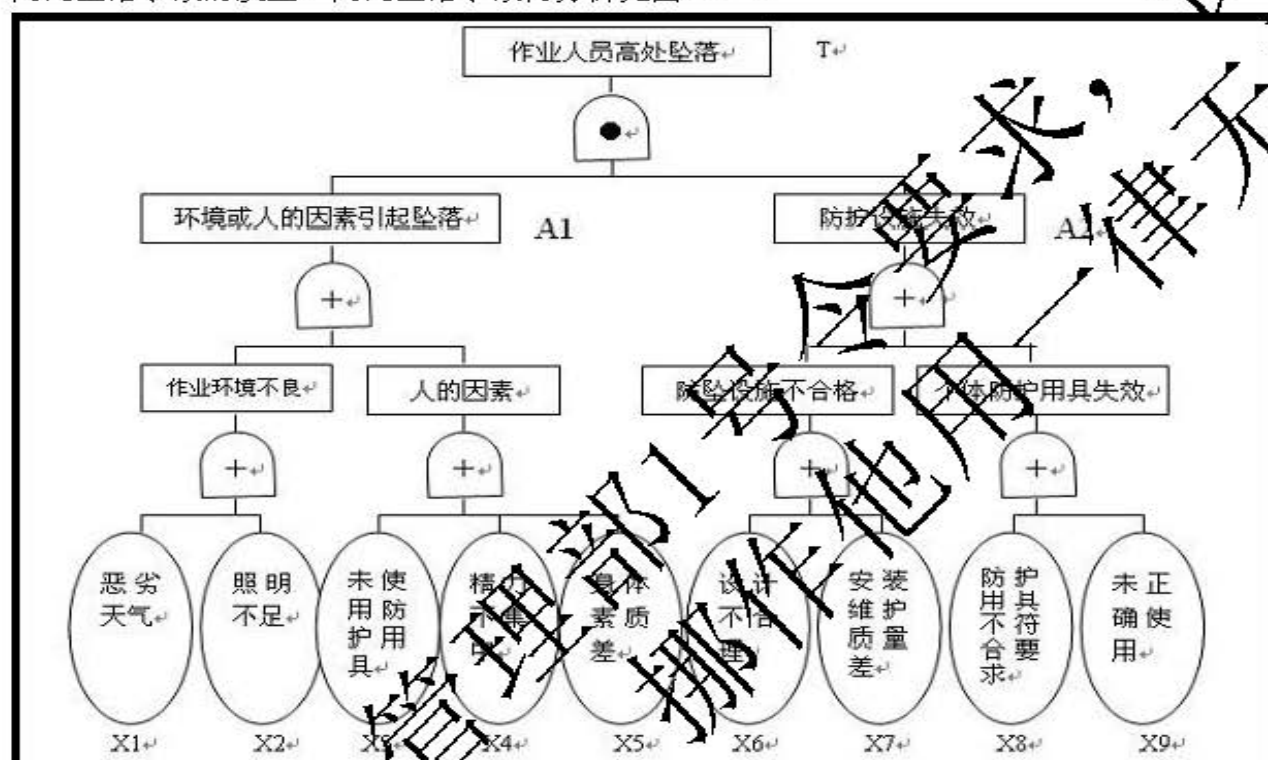 作业人员高处坠落 T
环境或人的因素引起坠落 A1 防护设施失效 A2
作业环境不良 人的因素 防坠设施不合格 个体防护用具失效
恶劣天气
照明不足
未使用防护用具
精力不集中
身体素质差
设计不合理
安装维护质量差
防护用具不符合要求
未正确使用
X1 X2 X3 X4 X5 X6 X7 X8 X9